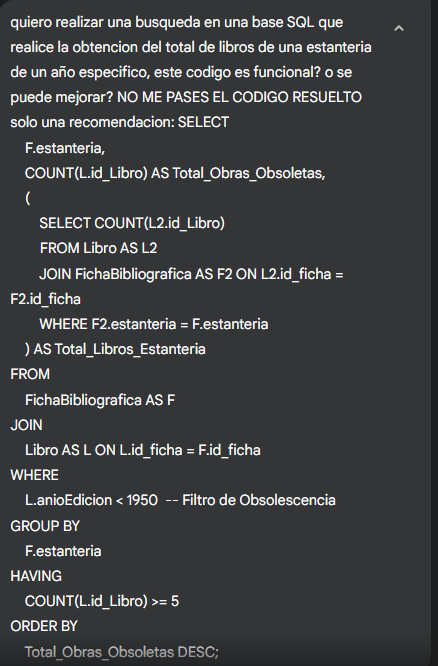 quiero realizar una busqueda en una base SQL que
realice la obtencion del total de libros de una estanteria
de un año especifico, este codigo es funcional? o se
puede mejorar? NO ME PASES EL CODIGO RESUELTO
solo una recomendacion: SELECT
F.estanteria,
COUNT(L.id_Libro) AS Total_Obras_Obsoletas,
(
SELECT COUNT(L2.id_Libro)
FROM Libro AS L2
JOIN FichaBibliografica AS F2 ON L2.id_ficha =
F2.id_ficha
WHERE F2.estanteria = F.estanteria
) AS Total_Libros_Estanteria
FROM
FichaBibliografica AS F
JOIN
Libro AS L ON L.id_ficha = F.id_ficha
WHERE
L.anioEdicion < 1950  -- Filtro de Obsolescencia
GROUP BY
F.estanteria
HAVING
COUNT(L.id_Libro) >= 5
ORDER BY
Total_Obras_Obsoletas DESC;